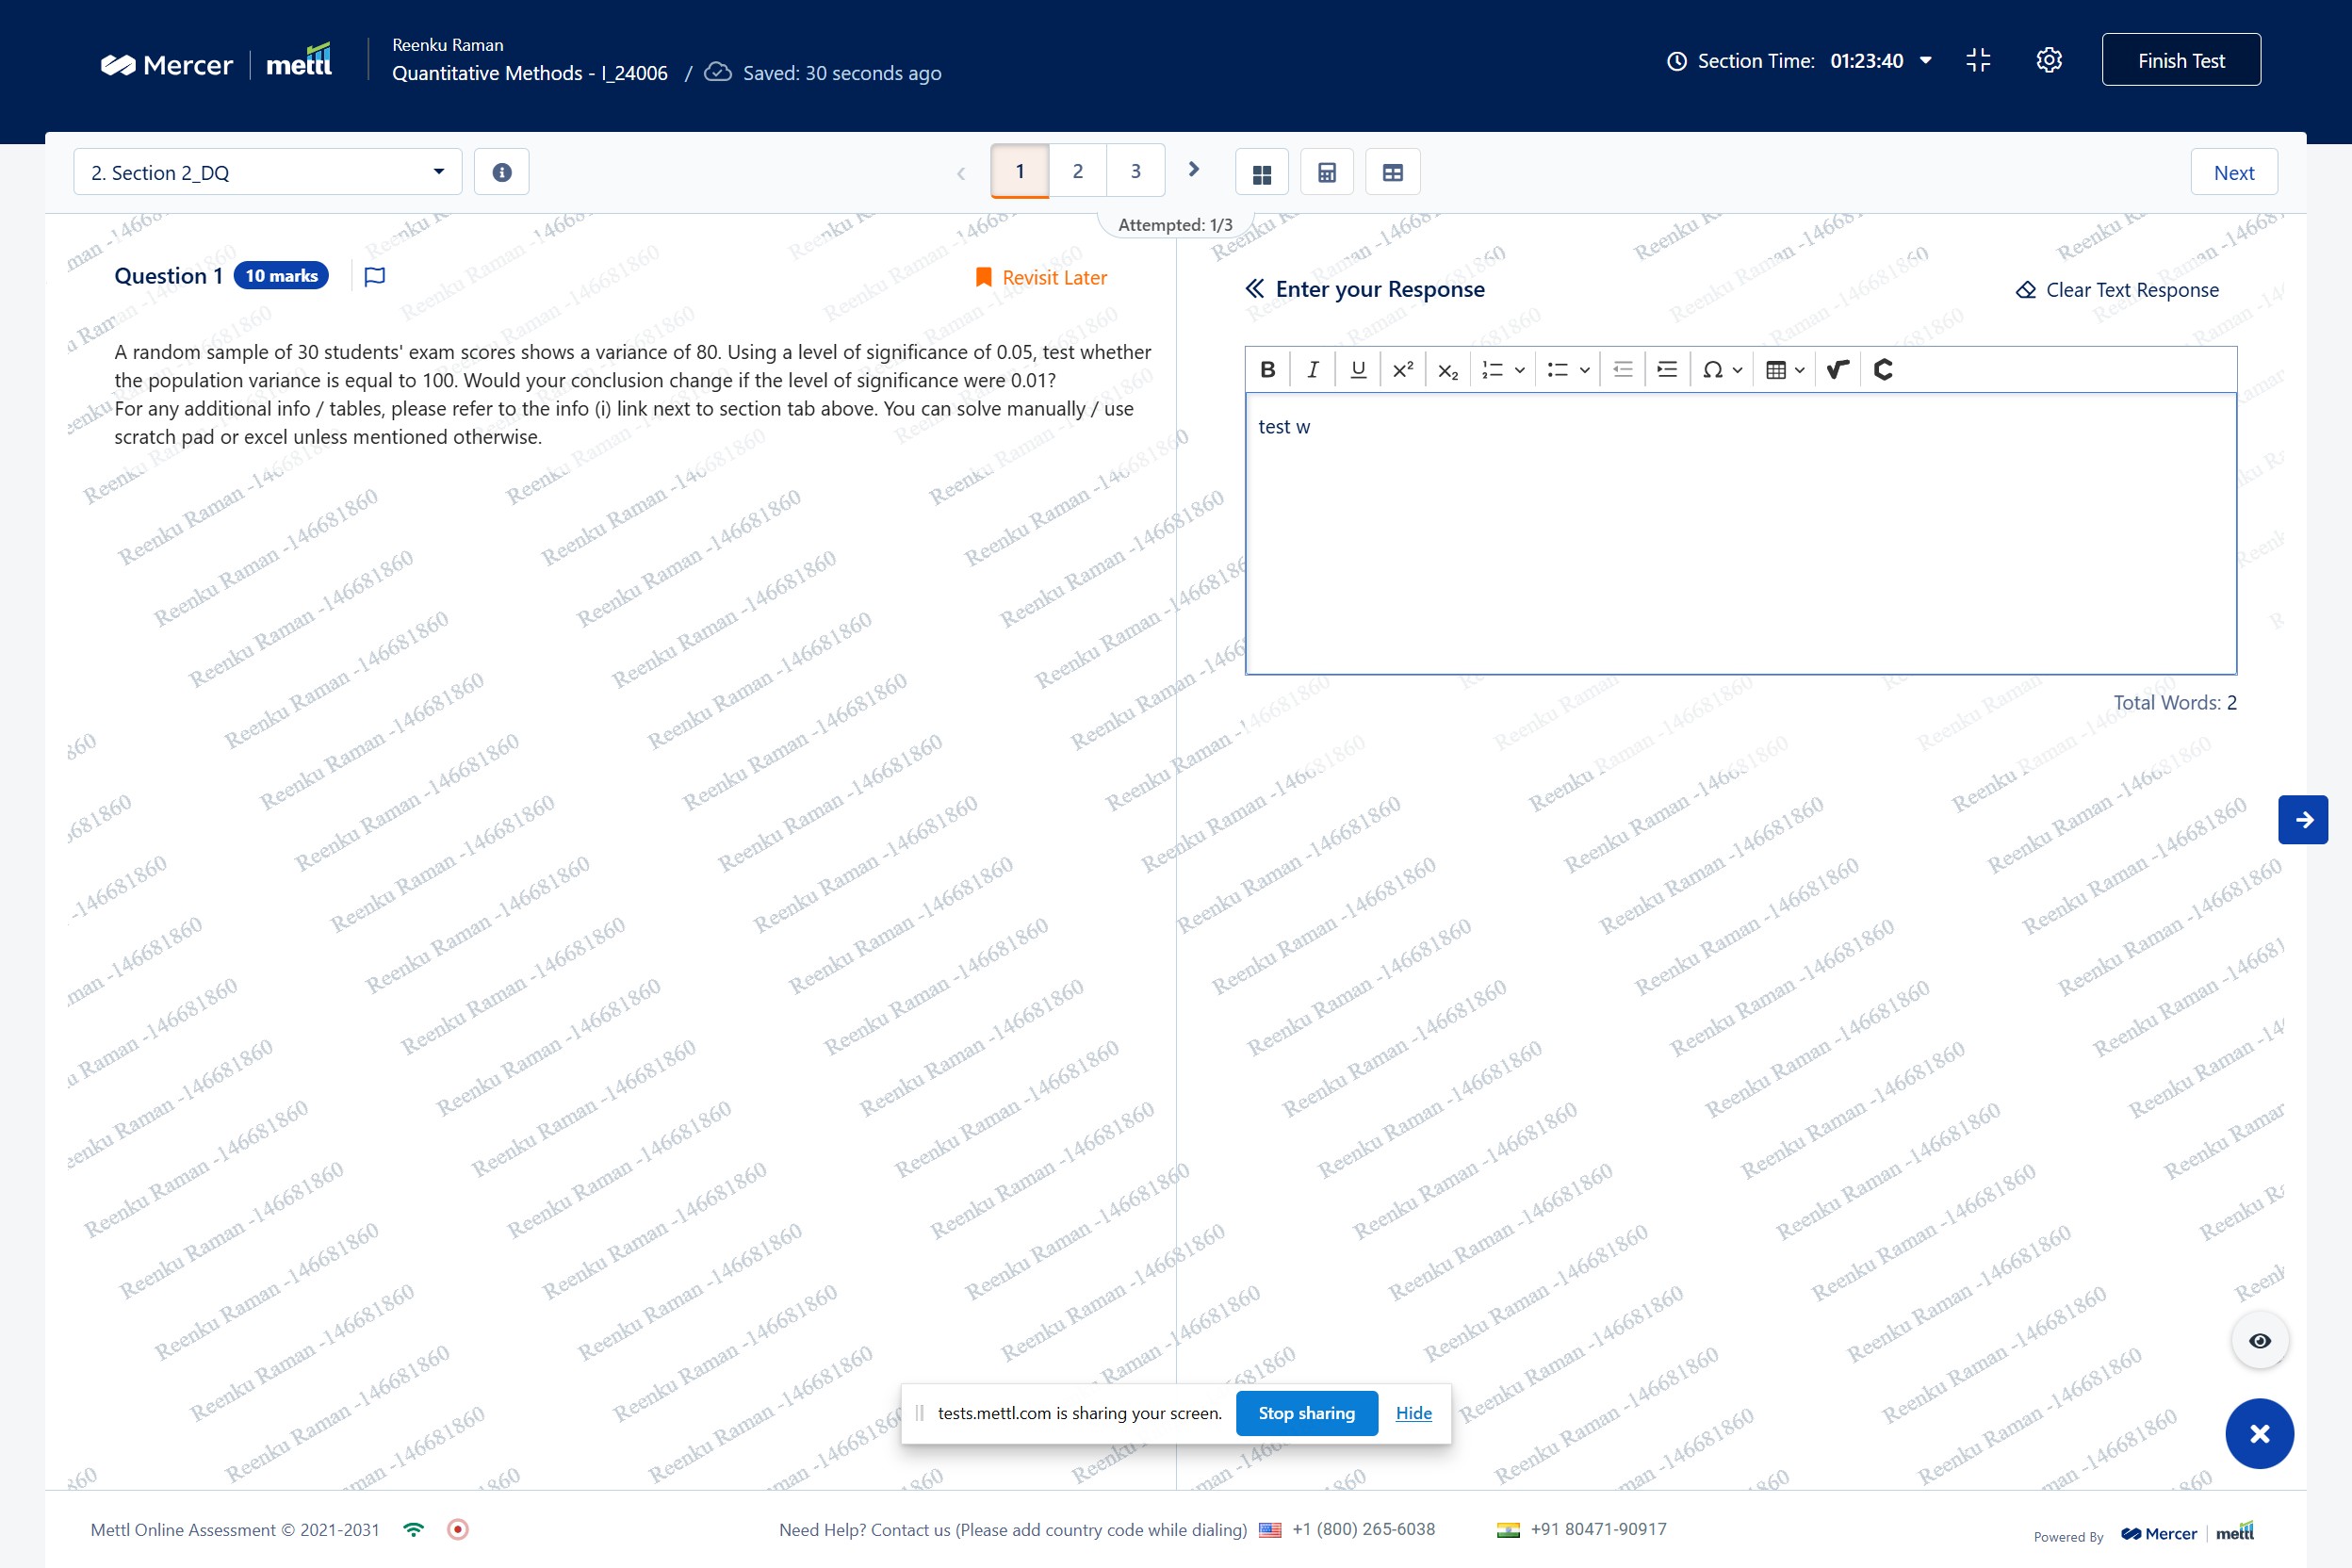 Mercer | mettl
Reenku Raman
Quantitative Methods - I_24006 / Saved: 30 seconds ago
Section Time: 01:23:40
Finish Test
2. Section 2_DQ
1 2 3
Next
Attempted: 1/3
Question 1 10 marks
Revisit Later
A random sample of 30 students' exam scores shows a variance of 80. Using a level of significance of 0.05, test whether
the population variance is equal to 100. Would your conclusion change if the level of significance were 0.01?
For any additional info / tables, please refer to the info (i) link next to section tab above. You can solve manually / use
scratch pad or excel unless mentioned otherwise.
Enter your Response
Clear Text Response
B I U x² x₂ Ω
test w
Total Words: 2
Reenku Raman -146681860
tests.mettl.com is sharing your screen. Stop sharing Hide
Mettl Online Assessment © 2021-2031
Need Help? Contact us (Please add country code while dialing) +1 (800) 265-6038 +91 80471-90917
Powered By Mercer | mettl